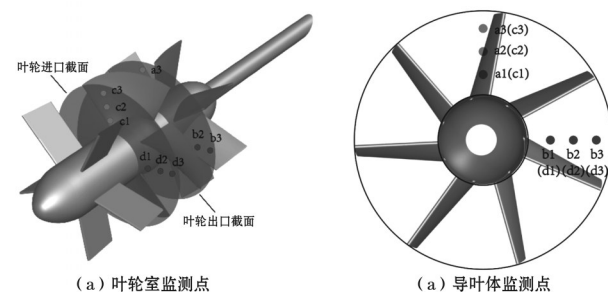 叶轮进口截面
a3
c3
c2
c1
b2
b3
d1 d2 d3
叶轮出口截面
(a)叶轮室监测点
a3(c3)
a2(c2)
a1(c1)
b1 b2 b3
(d1)(d2)(d3)
(a)导叶体监测点